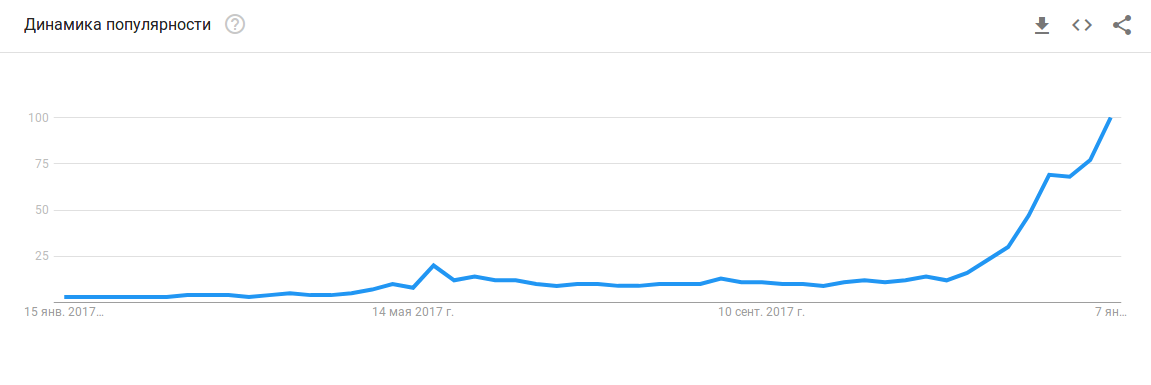 Динамика популярности
100
75
50
25
15 янв. 2017… 14 мая 2017 г. 10 сент. 2017 г. 7 ян…